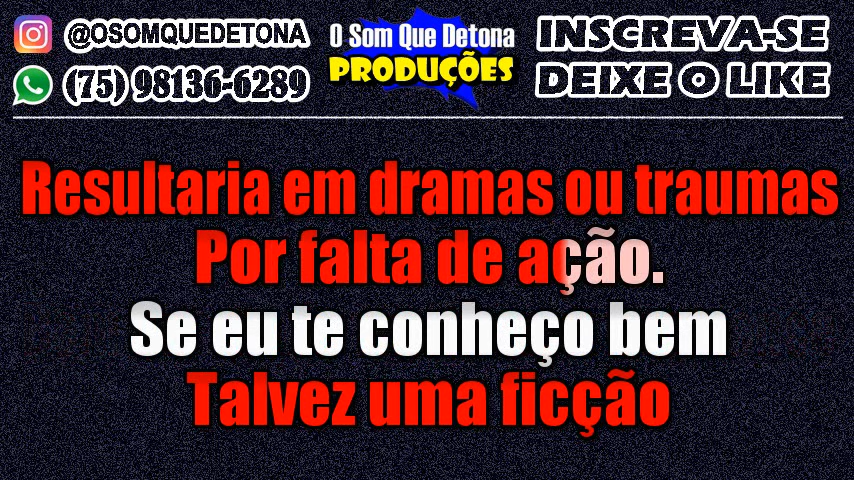 @OSOMQUEDETONA
(75) 98136-6289
O Som Que Detona
PRODUÇÕES
INSCREVA-SE
DEIXE O LIKE
Resultaria em dramas ou traumas
Por falta de ação.
Se eu te conheço bem
Talvez uma ficção